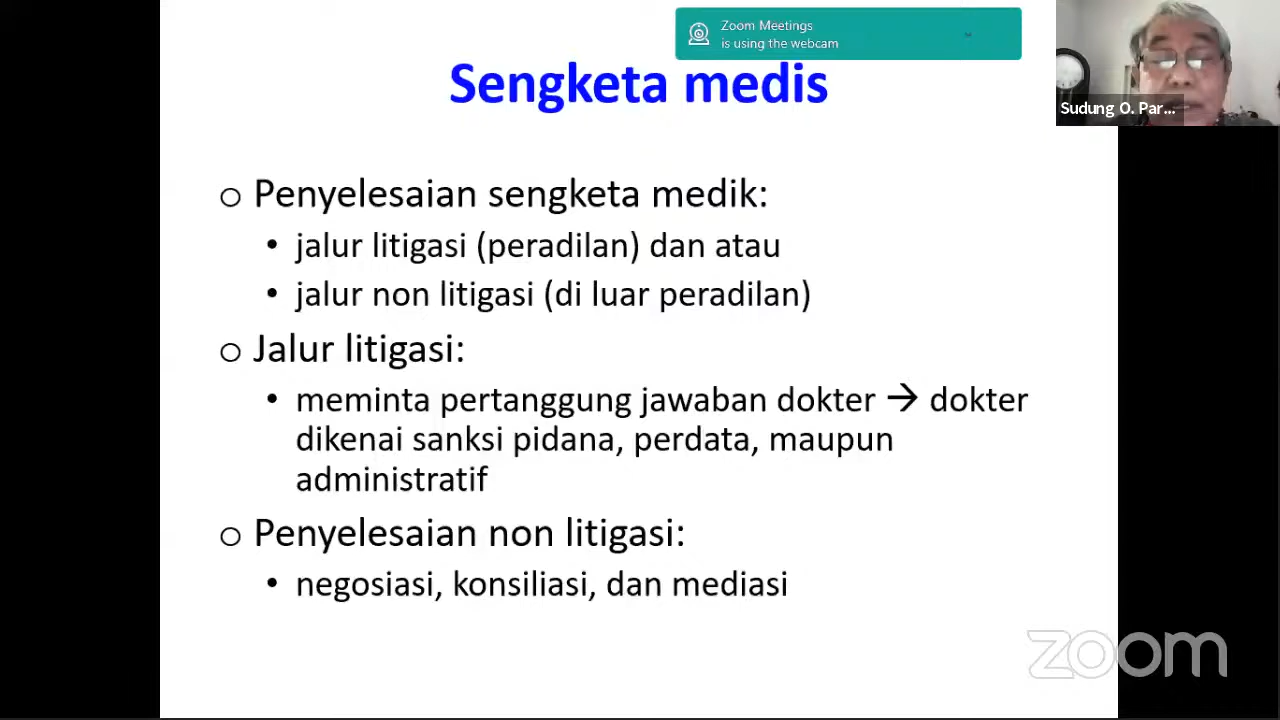 Zoom Meetings
is using the webcam
Sengketa medis
Sudung O. Par...
o Penyelesaian sengketa medik:
• jalur litigasi (peradilan) dan atau
• jalur non litigasi (di luar peradilan)
o Jalur litigasi:
• meminta pertanggung jawaban dokter → dokter
dikenai sanksi pidana, perdata, maupun
administratif
o Penyelesaian non litigasi:
• negosiasi, konsiliasi, dan mediasi
zoom